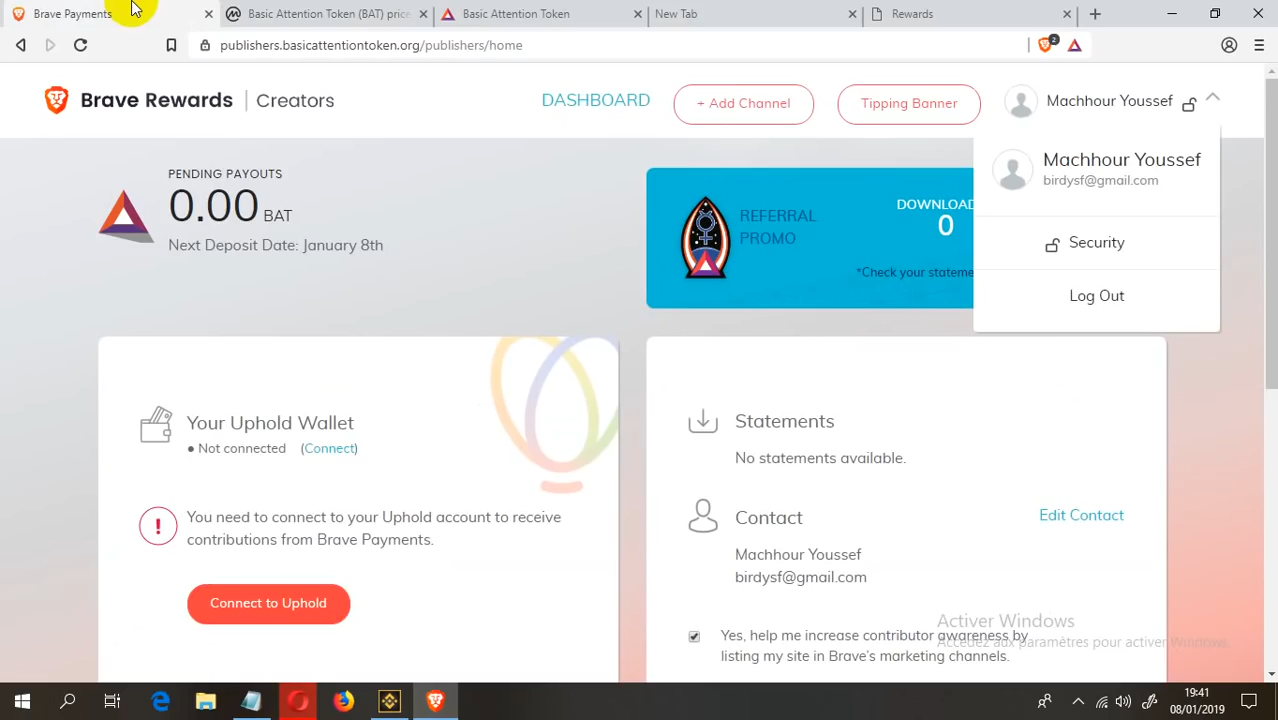 Brave Payments
Basic Attention Token (BAT) price
Basic Attention Token
New Tab
Rewards
publishers.basicattentiontoken.org/publishers/home
2
Brave Rewards | Creators
DASHBOARD
+ Add Channel
Tipping Banner
Machhour Youssef
Machhour Youssef
birdysf@gmail.com
Security
Log Out
PENDING PAYOUTS
0.00 BAT
Next Deposit Date: January 8th
REFERRAL
PROMO
DOWNLOAD
0
*Check your stateme
Your Uphold Wallet
● Not connected (Connect)
! You need to connect to your Uphold account to receive
contributions from Brave Payments.
Connect to Uphold
Statements
No statements available.
Contact
Edit Contact
Machhour Youssef
birdysf@gmail.com
Yes, help me increase contributor awareness by
listing my site in Brave's marketing channels.
Activer Windows
Accédez aux paramètres pour activer Windows.
19:41
08/01/2019